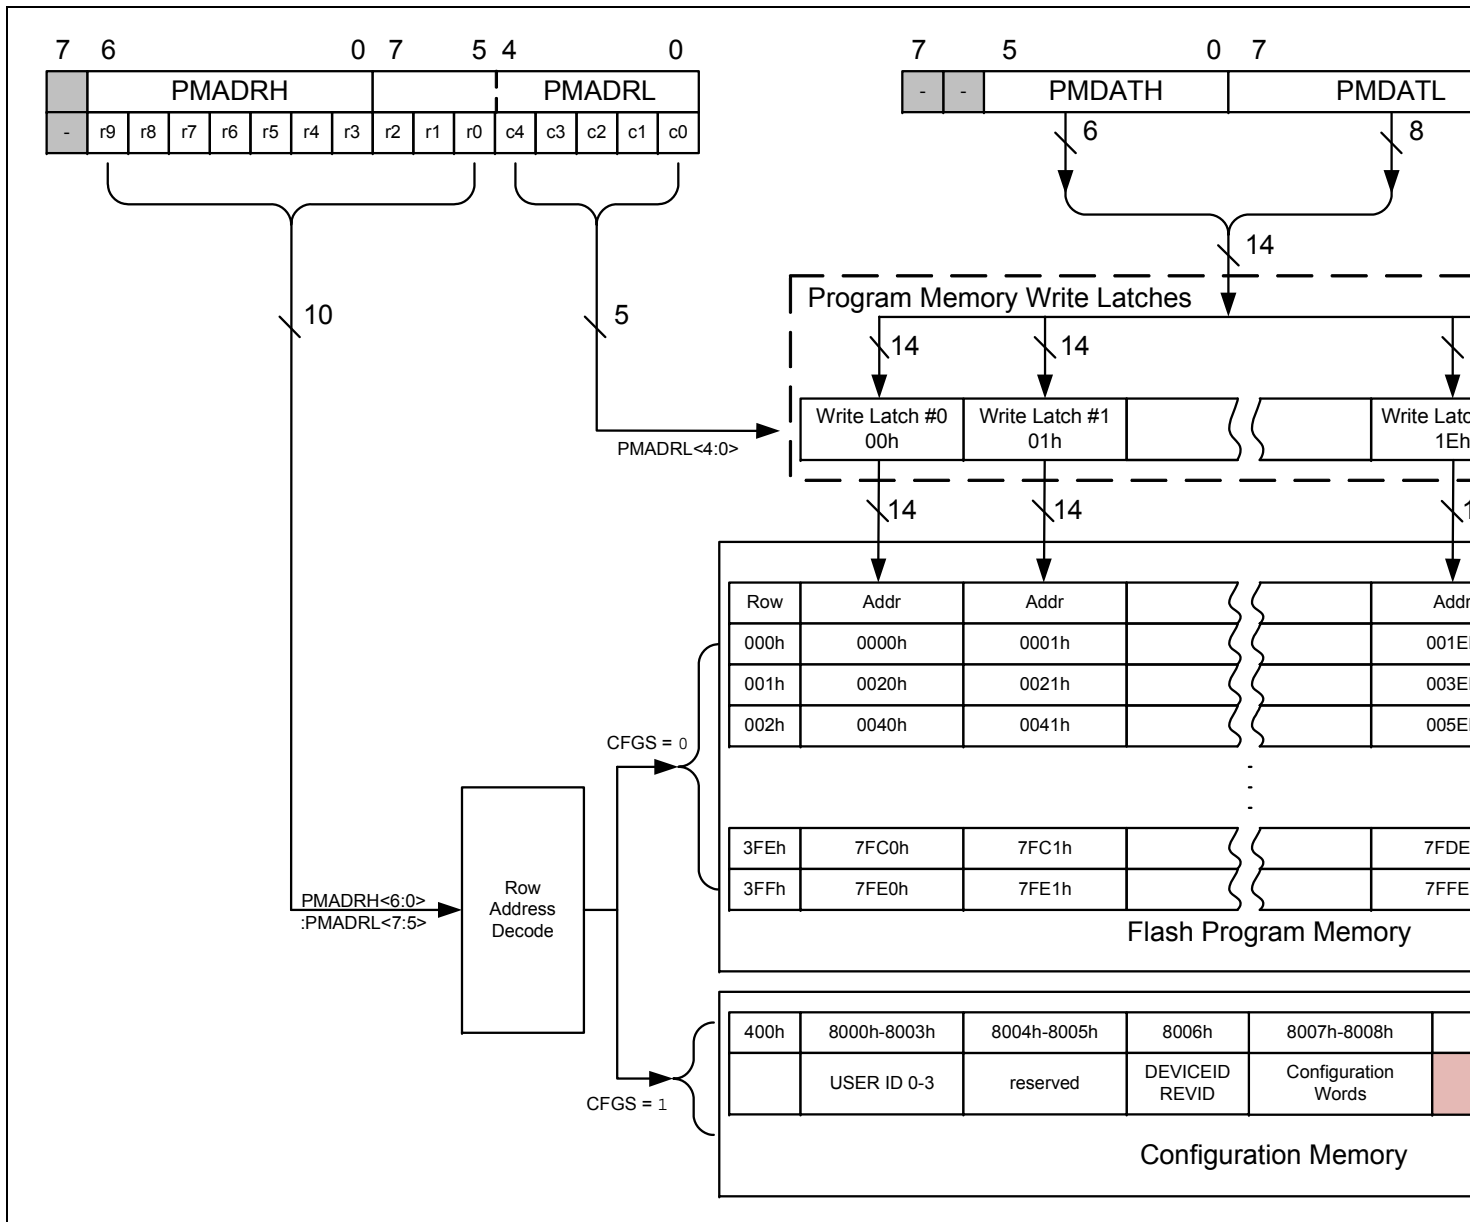 7 6 0 7 5 4 0
PMADRH PMADRL
- r9 r8 r7 r6 r5 r4 r3 r2 r1 r0 c4 c3 c2 c1 c0
7 5 0 7
- - PMDATH PMDATL
6 8
14
10
5
Program Memory Write Latches
14 14
Write Latch #0 Write Latch #1 Write
00h 01h 1Eh
PMADRL<4:0>
14 14
Row Addr Addr Addr
000h 0000h 0001h
001h 0020h 0021h
002h 0040h 0041h
CFGS = 0
3FEh 7FC0h 7FC1h 7FDE
3FFh 7FE0h 7FE1h 7FFE
Flash Program Memory
PMADRH<6:0>
:PMADRL<7:5>
Row
Address
Decode
400h 8000h-8003h 8004h-8005h 8006h 8007h-8008h
USER ID 0-3 reserved DEVICEID
REVID
Configuration
Words
CFGS = 1
Configuration Memory